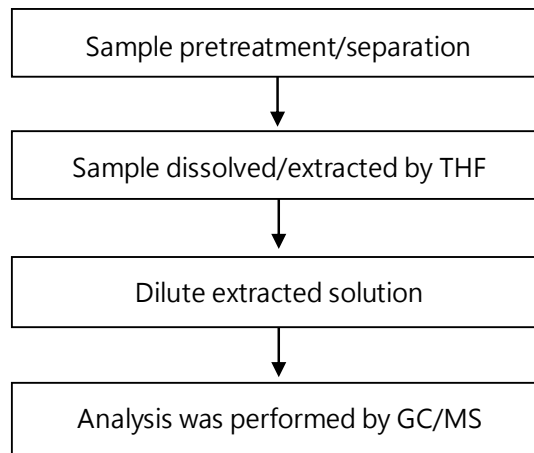 Sample pretreatment/separation
Sample dissolved/extracted by THF
Dilute extracted solution
Analysis was performed by GC/MS